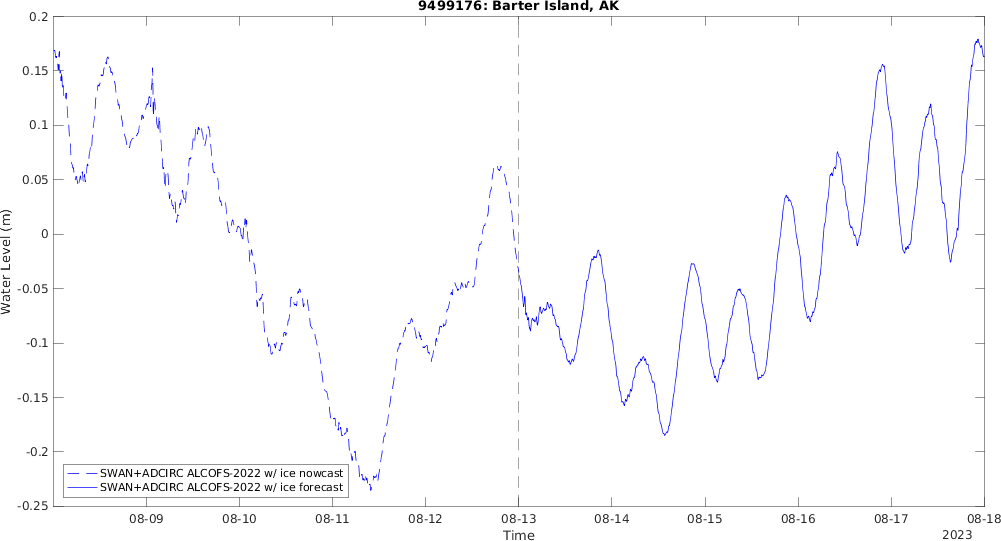 9499176: Barter Island, AK
0.2
0.15
0.1
0.05
0
-0.05
-0.1
-0.15
-0.2
-0.25
Water Level (m)
SWAN+ADCIRC ALCOFS-2022 w/ ice nowcast
SWAN+ADCIRC ALCOFS-2022 w/ ice forecast
08-09 08-10 08-11 08-12 08-13 08-14 08-15 08-16 08-17 08-18
Time
2023